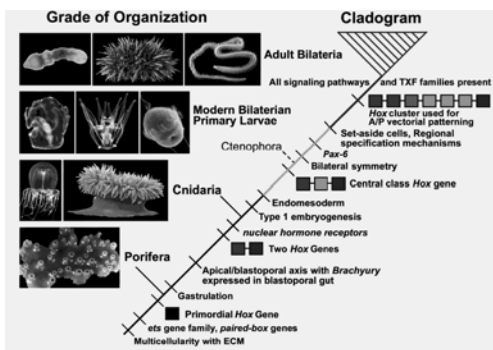 Grade of Organization
Cladogram
Adult Bilateria
All signaling pathways and TXF families present
Hox cluster used for
A/P vectorial patterning
Modern Bilaterian
Primary Larvae
Set-aside cells, Regional
specification mechanisms
Pax-6
Ctenophora
Bilateral symmetry
Central class Hox gene
Cnidaria
Endomesoderm
Type 1 embryogenesis
nuclear hormone receptors
Two Hox Genes
Porifera
Apical/blastoporal axis with Brachyury
expressed in blastoporal gut
Gastrulation
Primordial Hox Gene
ets gene family, paired-box genes
Multicellularity with ECM